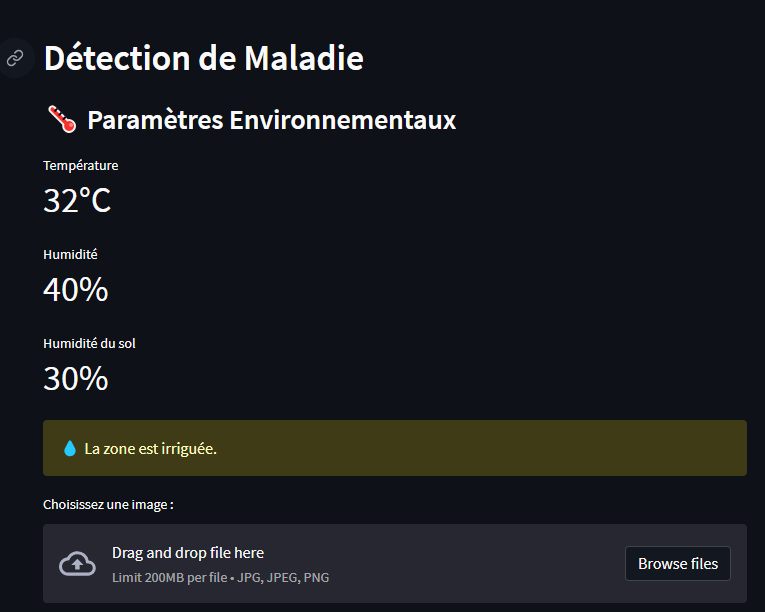 Détection de Maladie
Paramètres Environnementaux
Température
32°C
Humidité
40%
Humidité du sol
30%
La zone est irriguée.
Choisissez une image :
Drag and drop file here
Limit 200MB per file • JPG, JPEG, PNG
Browse files